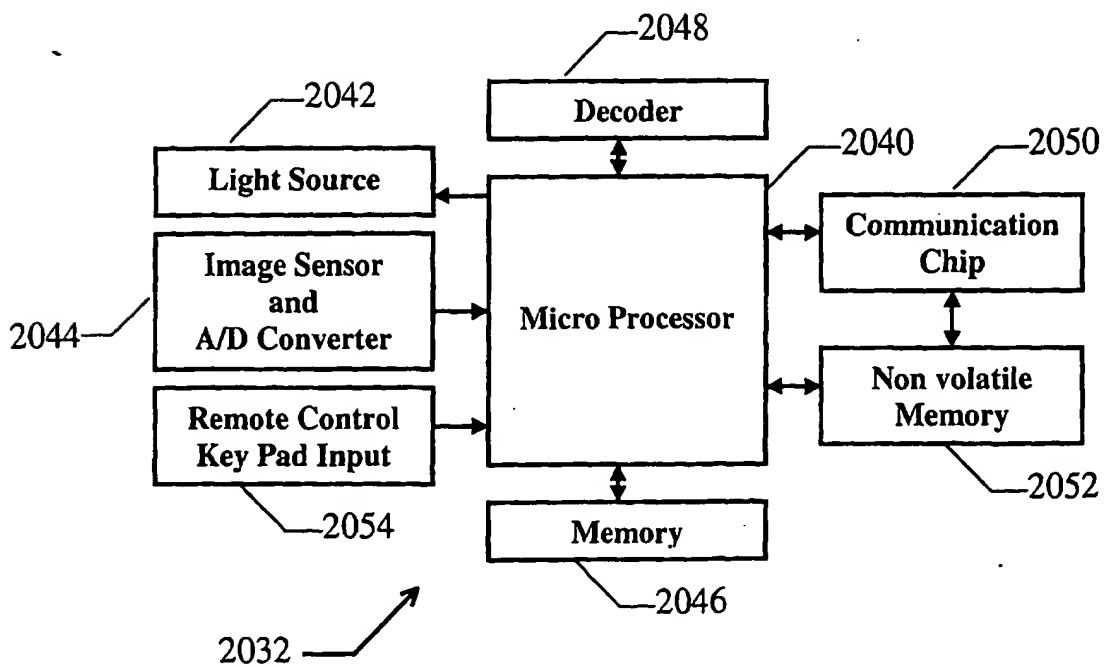 2048
Decoder
2042
Light Source
2040
2050
Communication
Chip
Image Sensor
and
A/D Converter
2044
Micro Processor
Non volatile
Memory
Remote Control
Key Pad Input
2052
2054
Memory
2046
2032